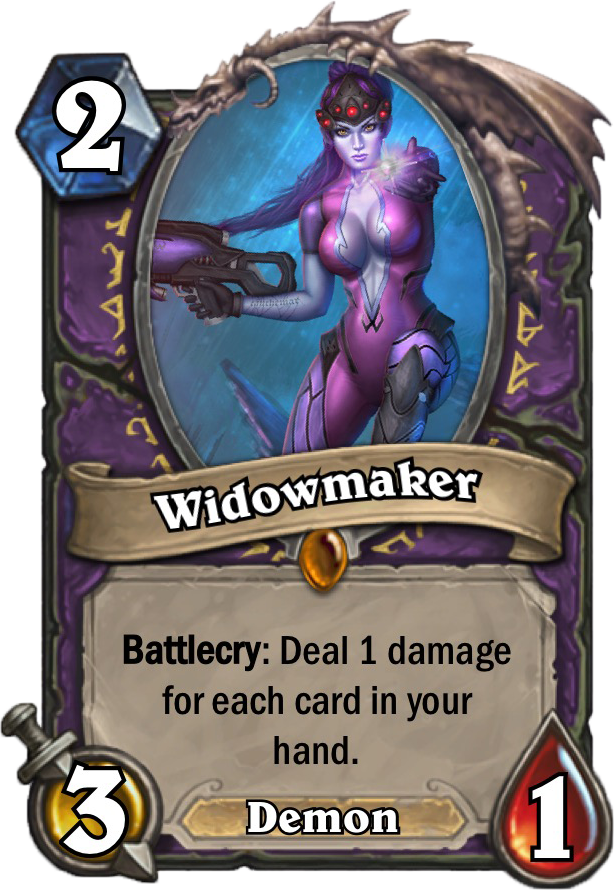 2
Widowmaker
Battlecry: Deal 1 damage
for each card in your
hand.
3
Demon
1